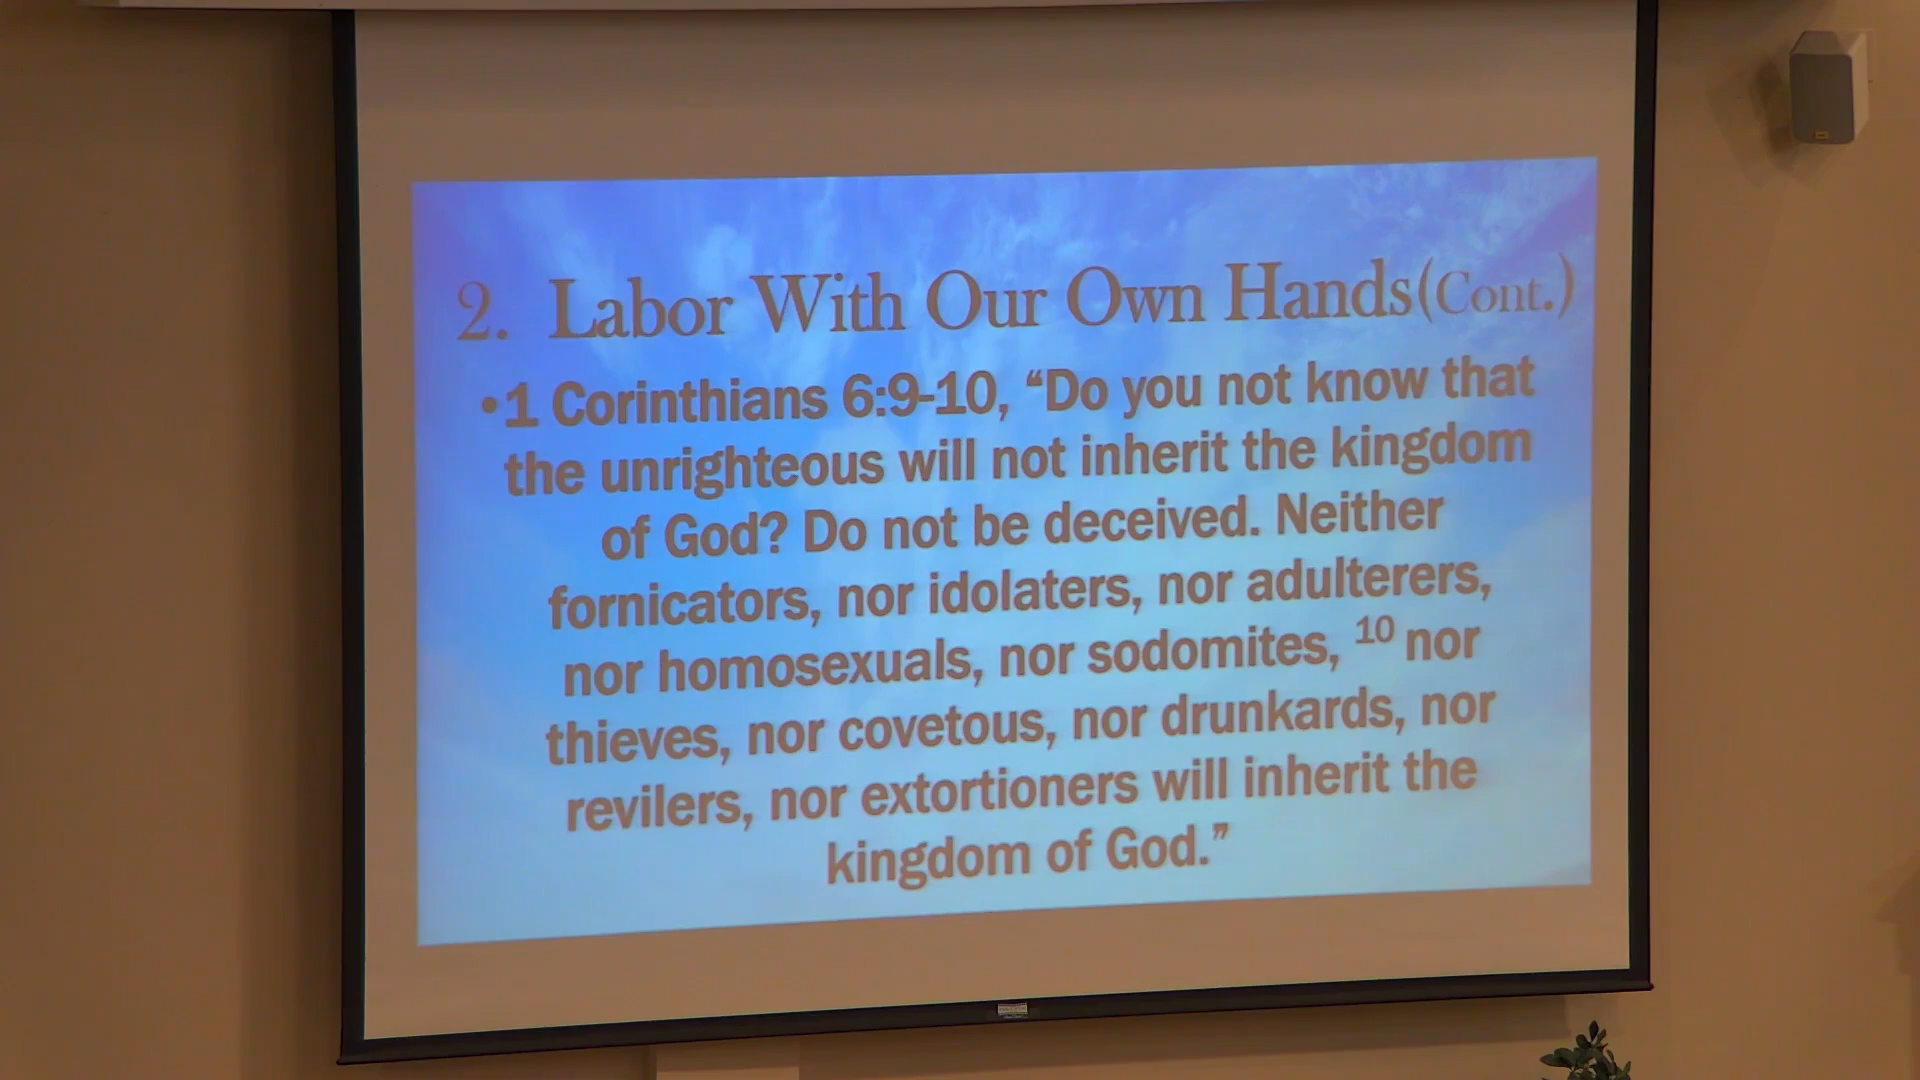 2. Labor With Our Own Hands(Cont.)
•1 Corinthians 6:9-10, “Do you not know that
the unrighteous will not inherit the kingdom
of God? Do not be deceived. Neither
fornicators, nor idolaters, nor adulterers,
nor homosexuals, nor sodomites, 10 nor
thieves, nor covetous, nor drunkards, nor
revilers, nor extortioners will inherit the
kingdom of God.”